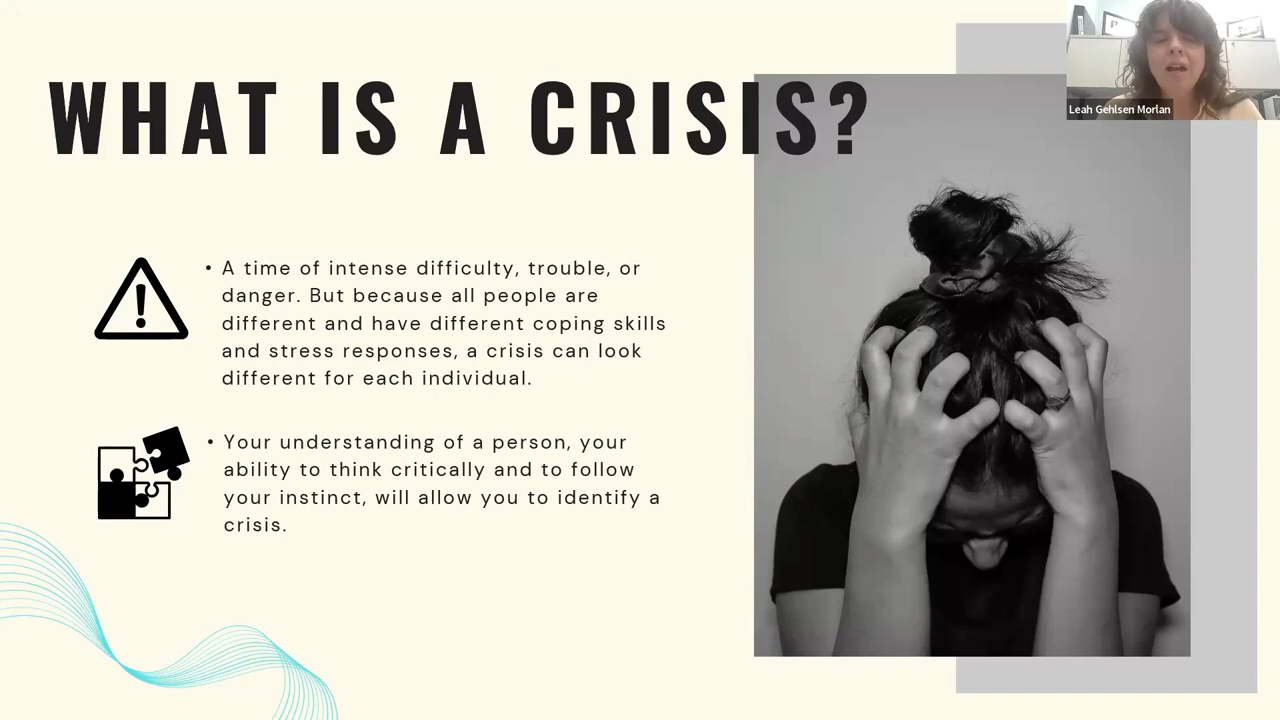 WHAT IS A CRISIS?
Leah Gehlsen Morlan
• A time of intense difficulty, trouble, or
danger. But because all people are
different and have different coping skills
and stress responses, a crisis can look
different for each individual.
• Your understanding of a person, your
ability to think critically and to follow
your instinct, will allow you to identify a
crisis.